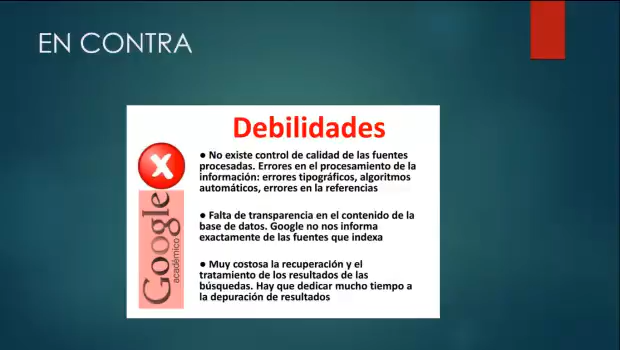 EN CONTRA
Debilidades
● No existe control de calidad de las fuentes
procesadas. Errores en el procesamiento de la
información: errores tipográficos, algoritmos
automáticos, errores en la referencias
● Falta de transparencia en el contenido de la
base de datos. Google no nos informa
exactamente de las fuentes que indexa
● Muy costosa la recuperación y el
tratamiento de los resultados de las
búsquedas. Hay que dedicar mucho tiempo a
la depuración de resultados
X
Google
académico